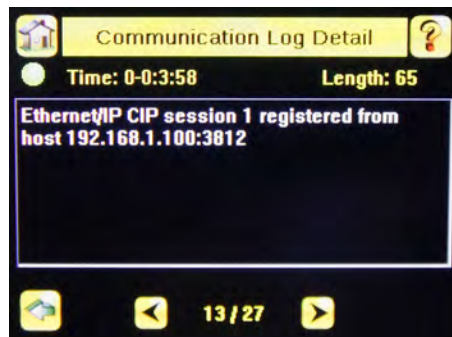 Communication Log Detail
?
Time: 0-0:3:58 Length: 65
Ethernet/IP CIP session 1 registered from
host 192.168.1.100:3812
13/27